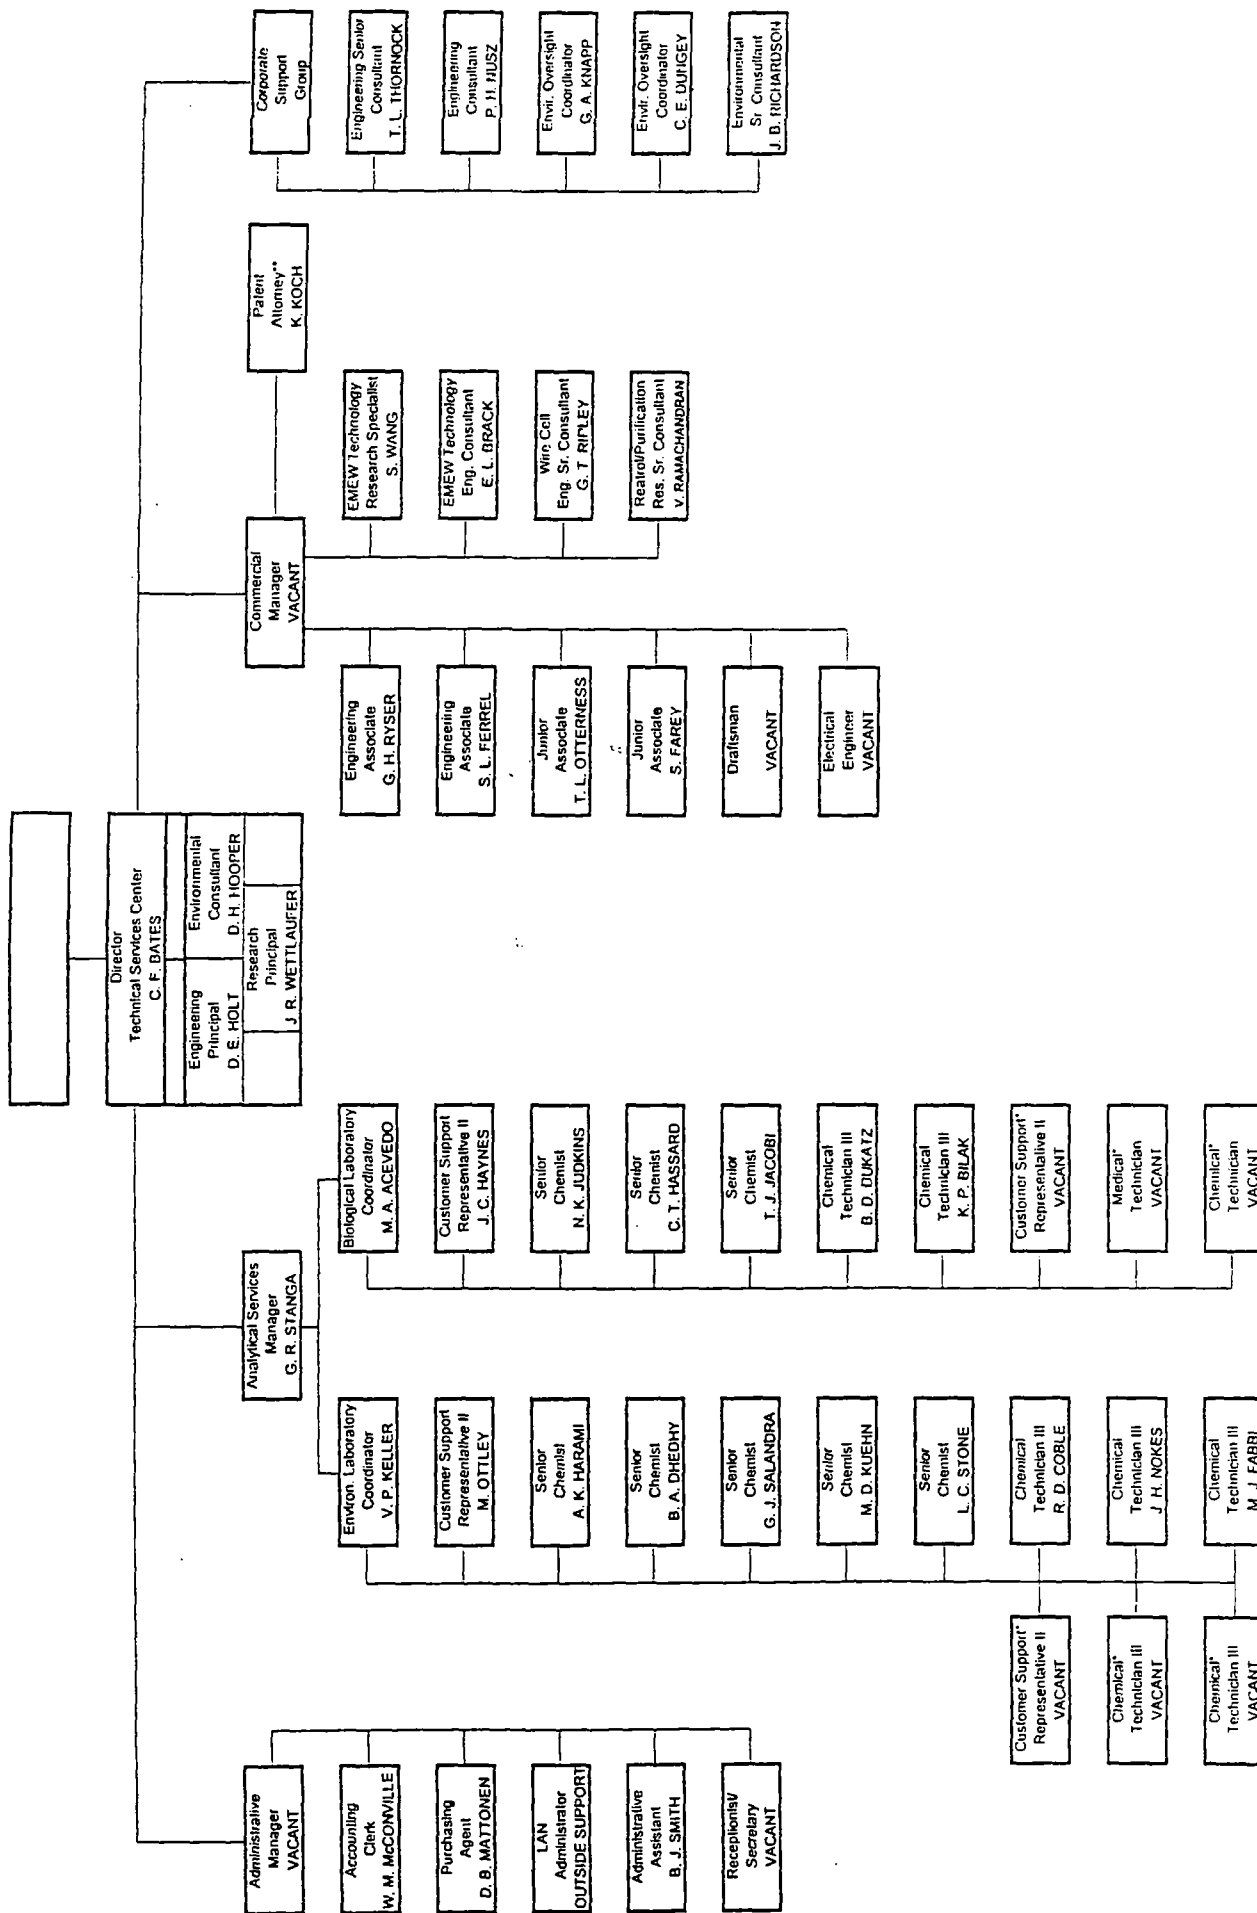 Director
Technical Services Center
C. F. BATES
Engineering
Principal
D. E. HOLT
Environmental
Consultant
D. H. HOOPER
Research
Principal
J. R. WETTLAUFER
Administrative
Manager
VACANT
Accounting
Clerk
W. M. McCONVILLE
Purchasing
Agent
D. B. MATTONEN
LAN
Administrator
OUTSIDE SUPPORT
Administrative
Assistant
B. J. SMITH
Receptionist/
Secretary
VACANT
Analytical Services
Manager
G. R. STANGA
Environ. Laboratory
Coordinator
V. P. KELLER
Customer Support
Representative II
M. OTTLEY
Senior
Chemist
A. K. HARAMI
Senior
Chemist
B. A. DHEDHY
Senior
Chemist
G. J. SALANDRA
Senior
Chemist
M. D. KUEHN
Senior
Chemist
L. C. STONE
Chemical
Technician III
R. D. COBLE
Chemical
Technician III
J. H. NOKES
Chemical
Technician III
M. J. FABRI
Customer Support*
Representative II
VACANT
Chemical*
Technician III
VACANT
Chemical*
Technician III
VACANT
Biological Laboratory
Coordinator
M. A. ACEVEDO
Customer Support
Representative II
J. C. HAYNES
Senior
Chemist
N. K. JUDKINS
Senior
Chemist
C. T. HASSARD
Senior
Chemist
T. J. JACOBI
Chemical
Technician III
B. D. DUKATZ
Chemical
Technician III
K. P. BILAK
Customer Support*
Representative II
VACANT
Medical*
Technician
VACANT
Chemical*
Technician
VACANT
Commercial
Manager
VACANT
Patent
Attorney**
K. KOCH
Engineering
Associate
G. H. RYSER
Engineering
Associate
S. L. FERREL
Junior
Associate
T. L. OTTERNESS
Junior
Associate
S. FAREY
Draftsman
VACANT
Electrical
Engineer
VACANT
EMEW Technology
Research Specialist
S. WANG
EMEW Technology
Eng. Consultant
E. L. BRACK
Wire Cell
Eng. Sr. Consultant
G. T. RIPLEY
Reatrol/Purification
Res. Sr. Consultant
V. RAMACHANDRAN
Corporate
Support
Group
Engineering Senior
Consultant
T. L. THORNOCK
Engineering
Consultant
P. H. NUSZ
Envir. Oversight
Coordinator
G. A. KNAPP
Envir. Oversight
Coordinator
C. E. DUNGEY
Environmental
Sr. Consultant
J. B. RICHARDSON